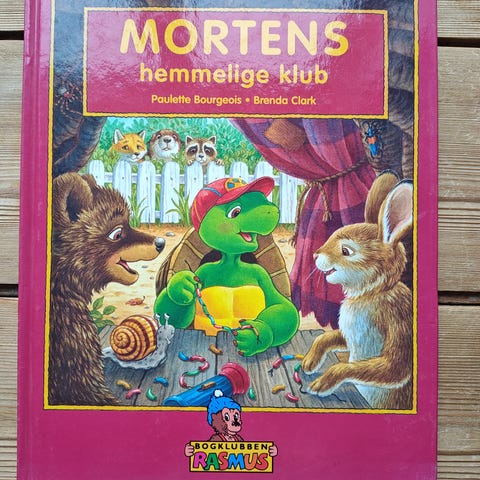 MORTENS
hemmelige klub
Paulette Bourgeois • Brenda Clark
BOGKLUBBEN
RASMUS